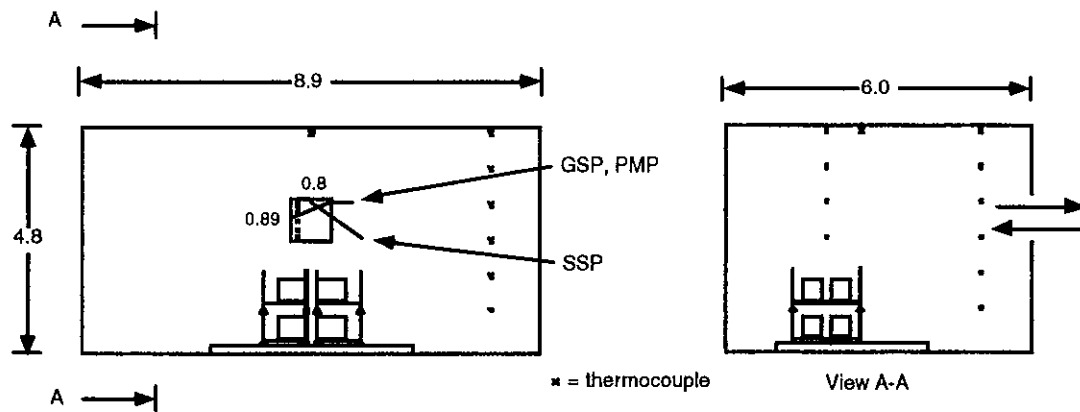 A
8.9
6.0
GSP, PMP
0.8
0.89
4.8
SSP
× = thermocouple
View A-A
A